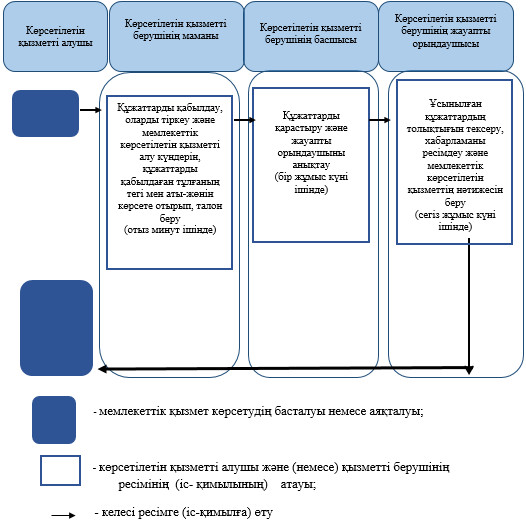 Көрсетілетін
қызметті алушы
Көрсетілетін қызметті
берушінің маманы
Көрсетілетін қызметті
берушінің басшысы
Көрсетілетін қызметті
берушінің жауапты
орындаушысы
Құжаттарды қабылдау,
оларды тіркеу және
мемлекеттік
көрсетілетін қызметті
алу күндерін,
құжаттарды
қабылдаған тұлғаның
тегі мен аты-жөнін
көрсете отырып, талон
беру
(отыз минут ішінде)
Құжаттарды
қарастыру және
жауапты
орындаушыны
анықтау
(бір жұмыс күні
ішінде)
Ұсынылған
құжаттардың
толықтығын тексеру,
хабарламаны
ресімдеу және
мемлекеттік
көрсетілетін
қызметтің нәтижесін
беру
(сегіз жұмыс күні
ішінде)
- мемлекеттік қызмет көрсетудің басталуы немесе аяқталуы;
- көрсетілетін қызметті алушы және (немесе) қызметті берушінің
ресімінің (іс- қимылының) атауы;
- келесі ресімге (іс-қимылға) өту